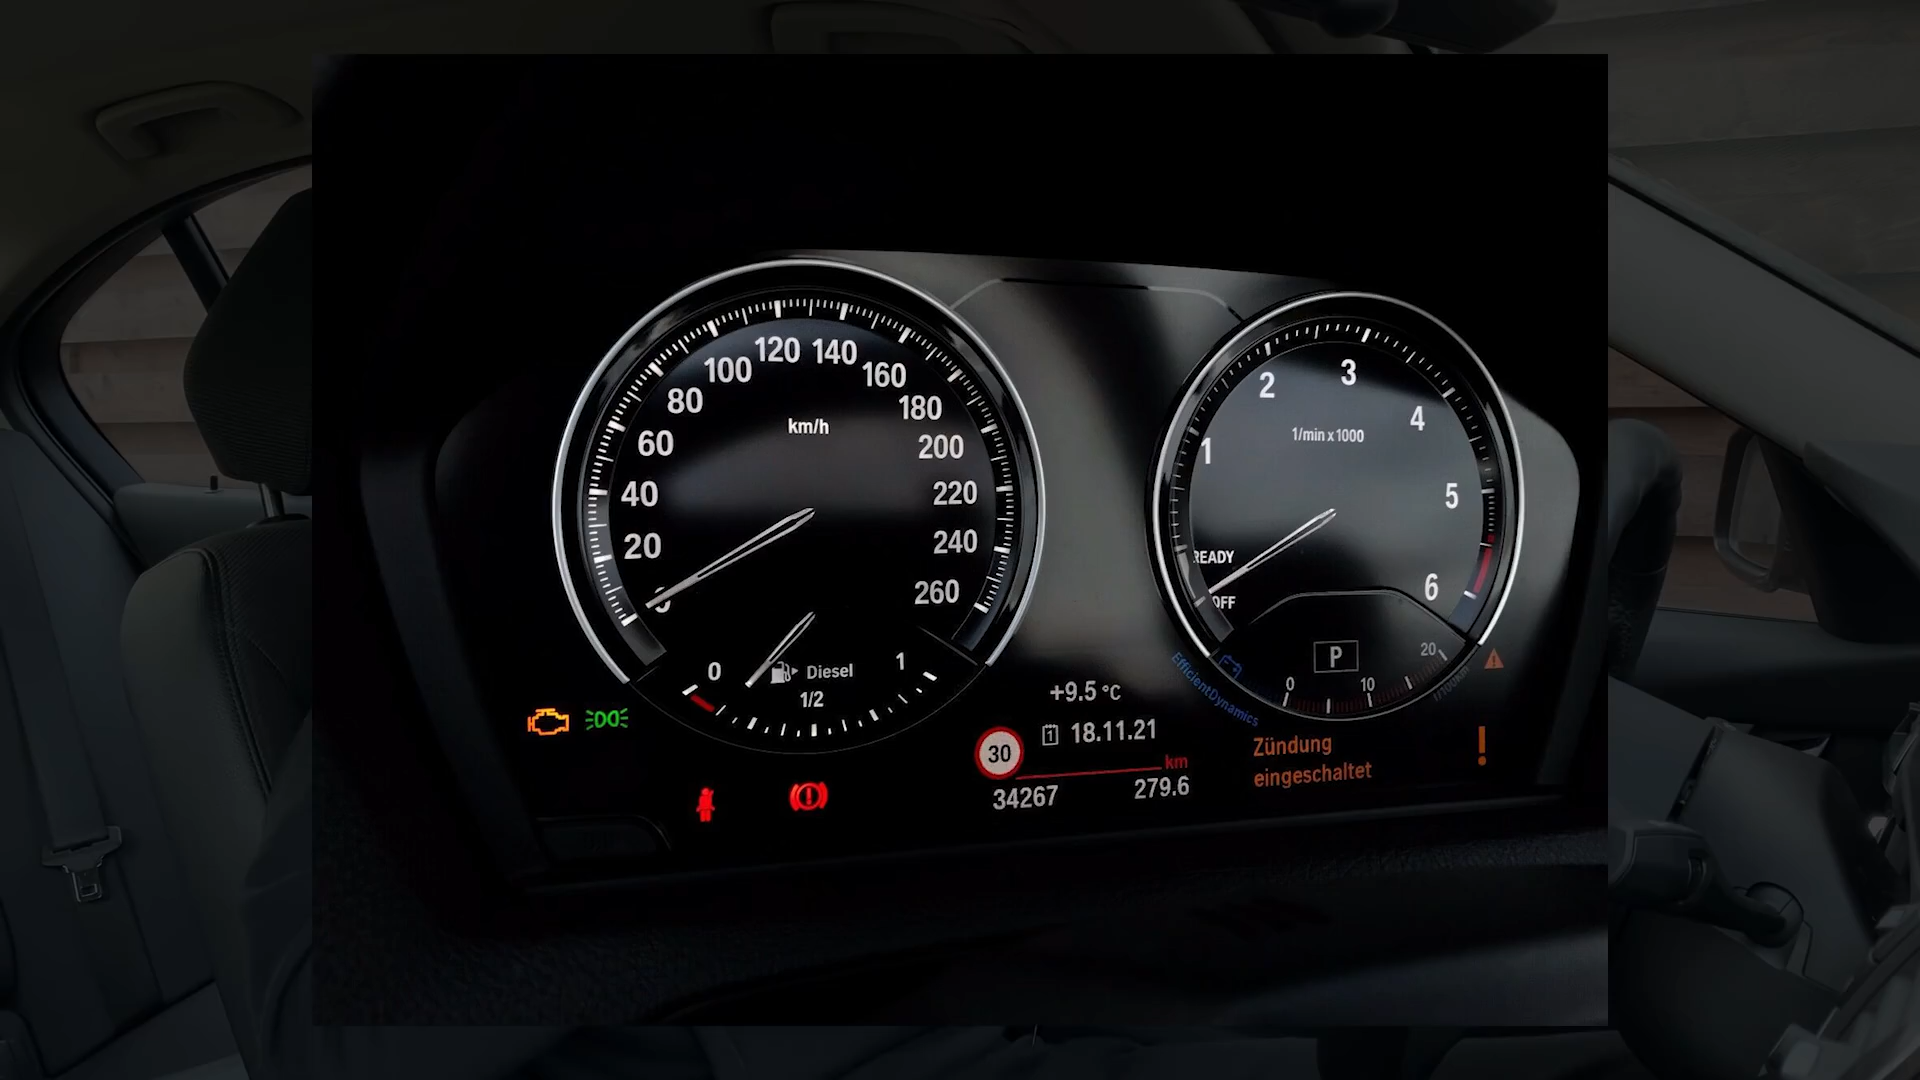 0
20
40
60
80
100
120
140
160
180
200
220
240
260
km/h
0
Diesel
1
1/2
1
2
3
4
5
6
1/min x 1000
READY
OFF
P
0
10
20
EfficientDynamics
+9.5 °C
1 18.11.21
30
km
34267
279.6
Zündung
eingeschaltet